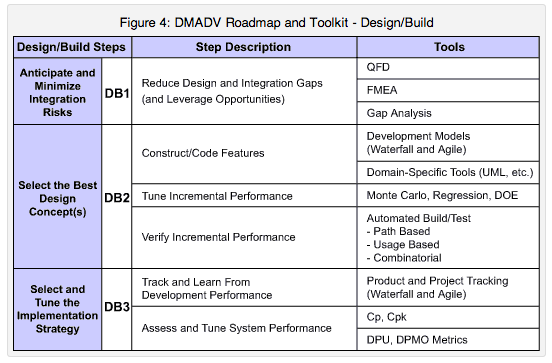 Figure 4: DMADV Roadmap and Toolkit - Design/Build
Design/Build Steps
Step Description
Tools
Anticipate and
Minimize
Integration
Risks
DB1
Reduce Design and Integration Gaps
(and Leverage Opportunities)
QFD
FMEA
Gap Analysis
Select the Best
Design
Concept(s)
DB2
Construct/Code Features
Development Models
(Waterfall and Agile)
Domain-Specific Tools (UML, etc.)
Tune Incremental Performance
Monte Carlo, Regression, DOE
Verify Incremental Performance
Automated Build/Test
- Path Based
- Usage Based
- Combinatorial
Select and
Tune the
Implementation
Strategy
DB3
Track and Learn From
Development Performance
Product and Project Tracking
(Waterfall and Agile)
Assess and Tune System Performance
Cp, Cpk
DPU, DPMO Metrics